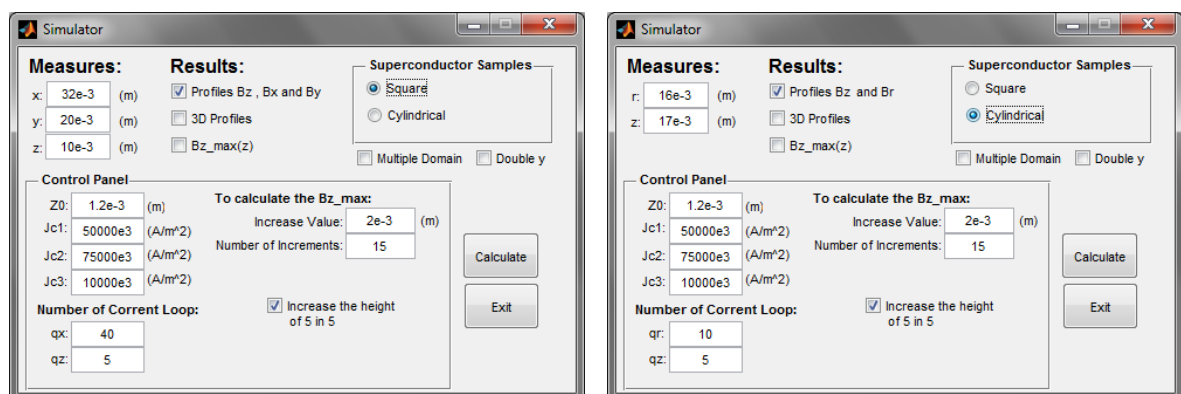 Simulator
Measures:
x: 32e-3 (m)
y: 20e-3 (m)
z: 10e-3 (m)
Results:
Profiles Bz , Bx and By
3D Profiles
Bz_max(z)
Superconductor Samples
Square
Cylindrical
Multiple Domain Double y
Control Panel
Z0: 1.2e-3 (m)
Jc1: 50000e3 (A/m^2)
Jc2: 75000e3 (A/m^2)
Jc3: 10000e3 (A/m^2)
To calculate the Bz_max:
Increase Value: 2e-3 (m)
Number of Increments: 15
Number of Corrent Loop:
qx: 40
qz: 5
Increase the height
of 5 in 5
Calculate
Exit
Simulator
Measures:
r: 16e-3 (m)
z: 17e-3 (m)
Results:
Profiles Bz and Br
3D Profiles
Bz_max(z)
Superconductor Samples
Square
Cylindrical
Multiple Domain Double y
Control Panel
Z0: 1.2e-3 (m)
Jc1: 50000e3 (A/m^2)
Jc2: 75000e3 (A/m^2)
Jc3: 10000e3 (A/m^2)
To calculate the Bz_max:
Increase Value: 2e-3 (m)
Number of Increments: 15
Number of Corrent Loop:
qr: 10
qz: 5
Increase the height
of 5 in 5
Calculate
Exit